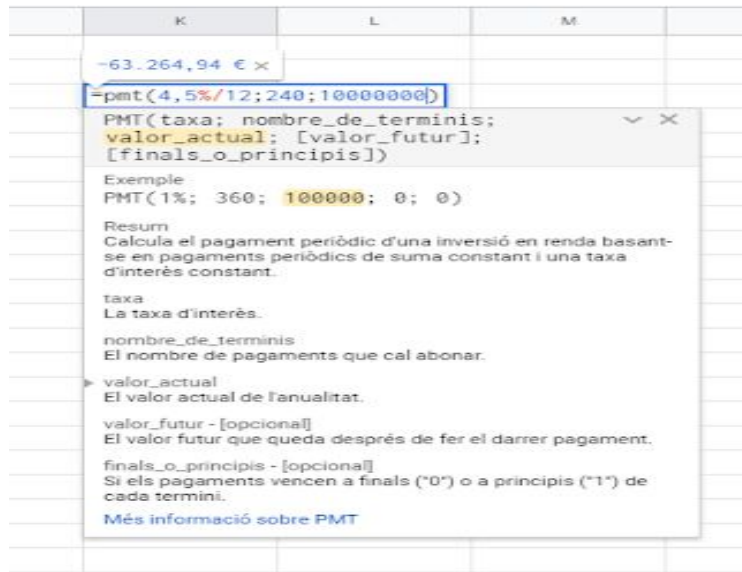 K L M
-63.264,94 € ×
=pmt(4,5%/12;240;10000000)
PMT(taxa; nombre_de_terminis;
valor_actual; [valor_futur];
[finals_o_principis])
Exemple
PMT(1%; 360; 100000; 0; 0)
Resum
Calcula el pagament periòdic d'una inversió en renda basant-
se en pagaments periòdics de suma constant i una taxa
d'interès constant.
taxa
La taxa d'interès.
nombre_de_terminis
El nombre de pagaments que cal abonar.
valor_actual
El valor actual de l'anualitat.
valor_futur - [opcional]
El valor futur que queda després de fer el darrer pagament.
finals_o_principis - [opcional]
Si els pagaments vencen a finals ("0") o a principis ("1") de
cada termini.
Més informació sobre PMT